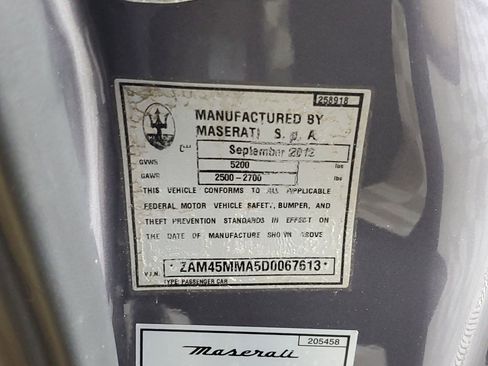 258918
MANUFACTURED BY
MASERATI S. p. A.
September 2012
GVWR 5200 lbs
GAWR 2500-2700 lbs
THIS VEHICLE CONFORMS TO ALL APPLICABLE
FEDERAL MOTOR VEHICLE SAFETY, BUMPER, AND
THEFT PREVENTION STANDARDS IN EFFECT ON
THE DATE OF MANUFACTURE SHOWN ABOVE
V.I.N. * ZAM45MMA5D0067613 *
TYPE: PASSENGER CAR
205458
Maserati